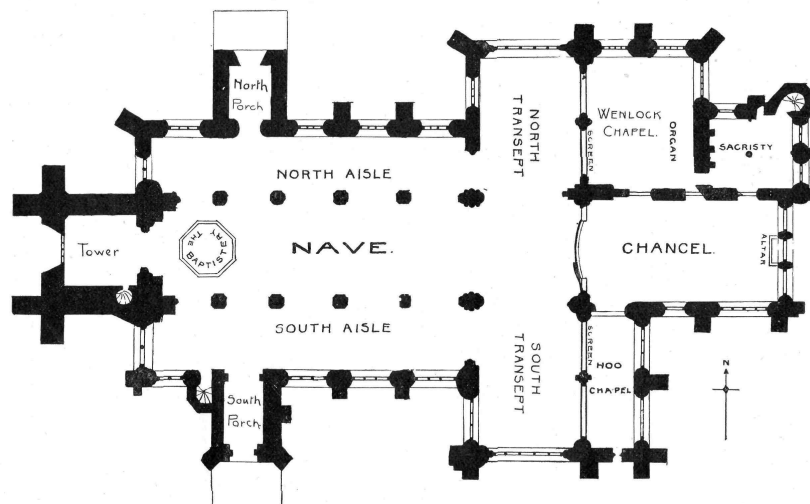 North
Porch
NORTH
TRANSEPT
WENLOCK
CHAPEL.
ORGAN
SCREEN
SACRISTY
NORTH AISLE
Tower
THE
BAPTISTERY
NAVE.
CHANCEL.
ALTAR
SOUTH AISLE
SOUTH
TRANSEPT
SCREEN
HOO
CHAPEL
N
South
Porch.